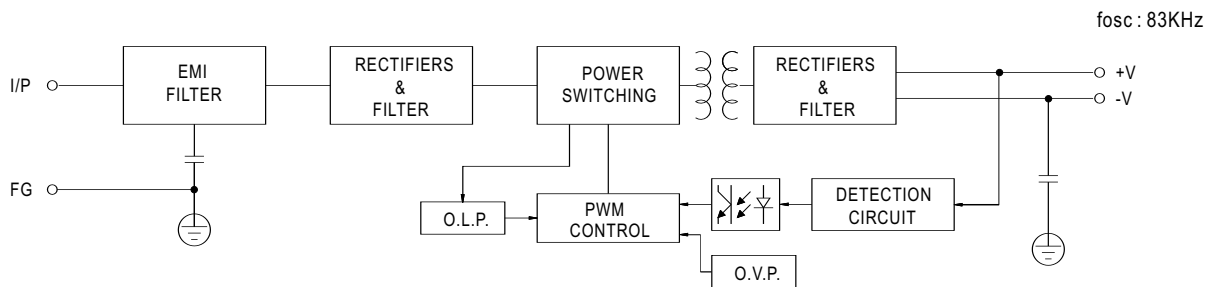 fosc : 83KHz
I/P
EMI
FILTER
RECTIFIERS
&
FILTER
POWER
SWITCHING
RECTIFIERS
&
FILTER
+V
-V
FG
O.L.P.
PWM
CONTROL
DETECTION
CIRCUIT
O.V.P.